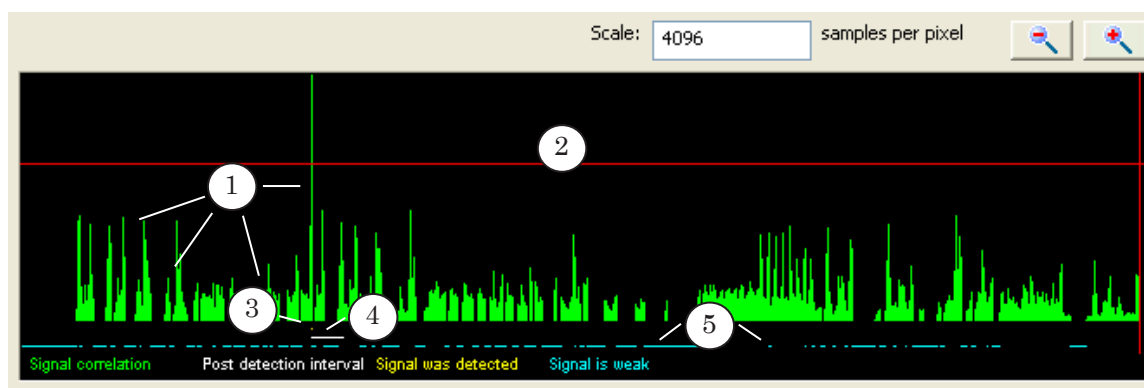 Scale: 4096 samples per pixel
2
1
3
4
5
Signal correlation Post detection interval Signal was detected Signal is weak